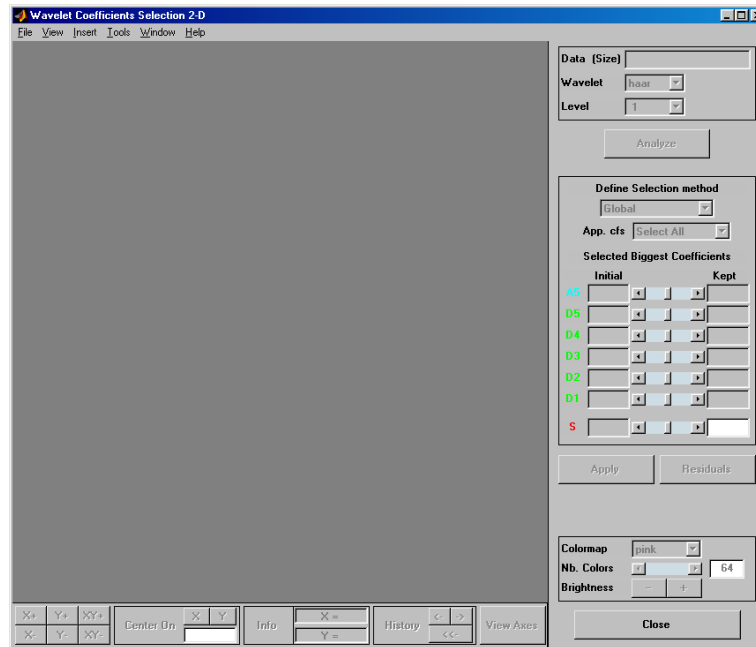 Wavelet Coefficients Selection 2-D
File View Insert Tools Window Help
Data (Size)
Wavelet haar
Level 1
Analyze
Define Selection method
Global
App. cfs Select All
Selected Biggest Coefficients
Initial Kept
A5
D5
D4
D3
D2
D1
S
Apply Residuals
Colormap pink
Nb. Colors 64
Brightness - +
X+ Y+ XY+
X- Y- XY-
Center On X Y
Info X =
Y =
History <- ->
<<-
View Axes
Close